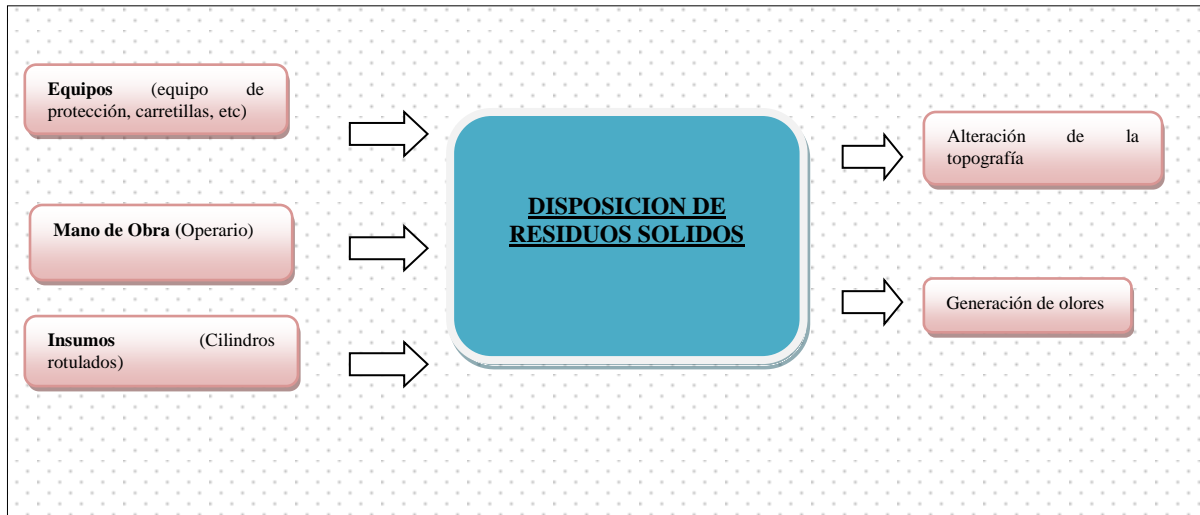 Equipos (equipo de
protección, carretillas, etc)
Mano de Obra (Operario)
Insumos (Cilindros
rotulados)
DISPOSICION DE
RESIDUOS SOLIDOS
Alteración de la
topografía
Generación de olores